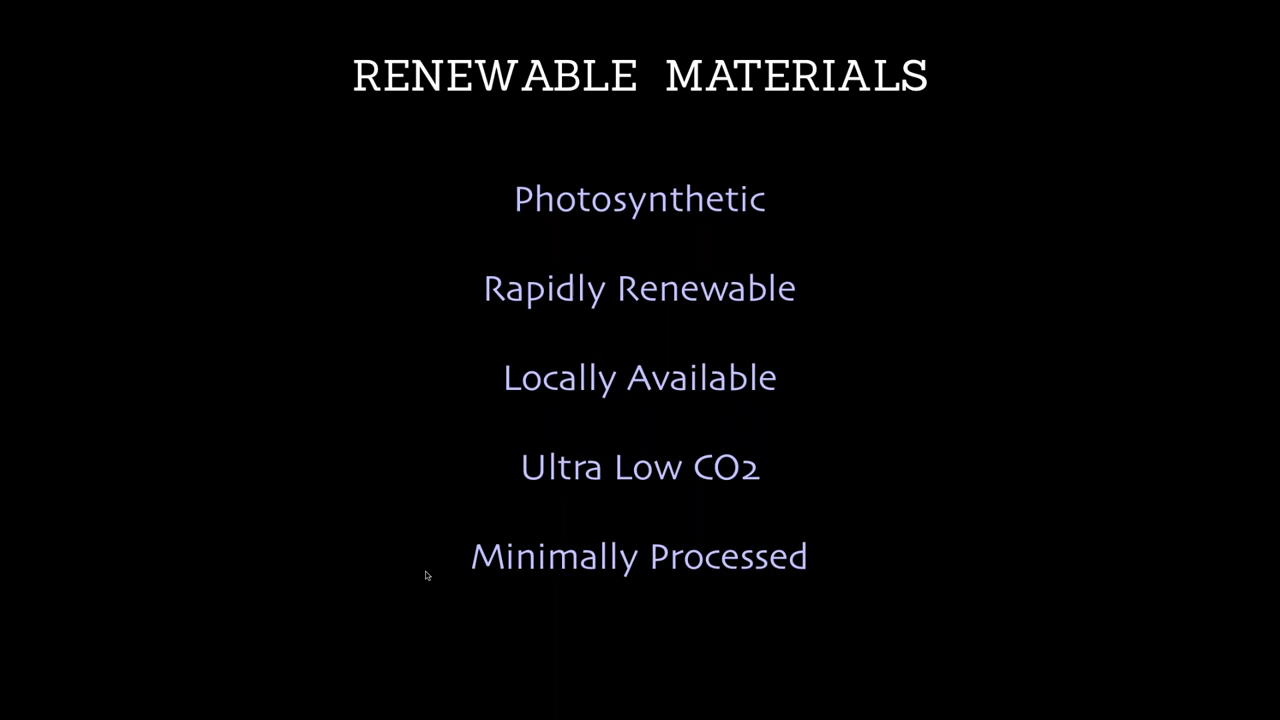 RENEWABLE MATERIALS
Photosynthetic
Rapidly Renewable
Locally Available
Ultra Low CO2
Minimally Processed